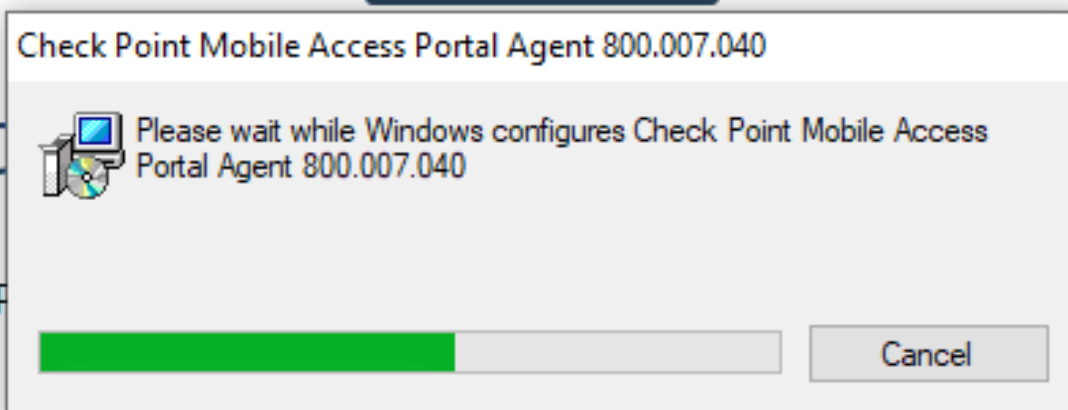 Check Point Mobile Access Portal Agent 800.007.040
Please wait while Windows configures Check Point Mobile Access
Portal Agent 800.007.040
Cancel